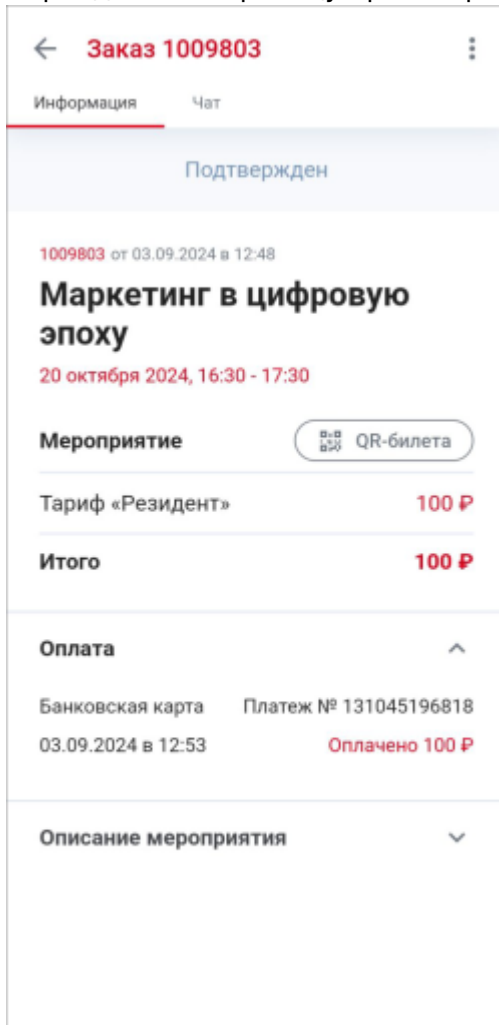 Заказ 1009803
Информация Чат
Подтвержден
1009803 от 03.09.2024 в 12:48
Маркетинг в цифровую
эпоху
20 октября 2024, 16:30 - 17:30
Мероприятие QR-билета
Тариф «Резидент» 100 ₽
Итого 100 ₽
Оплата
Банковская карта Платеж № 131045196818
03.09.2024 в 12:53 Оплачено 100 ₽
Описание мероприятия